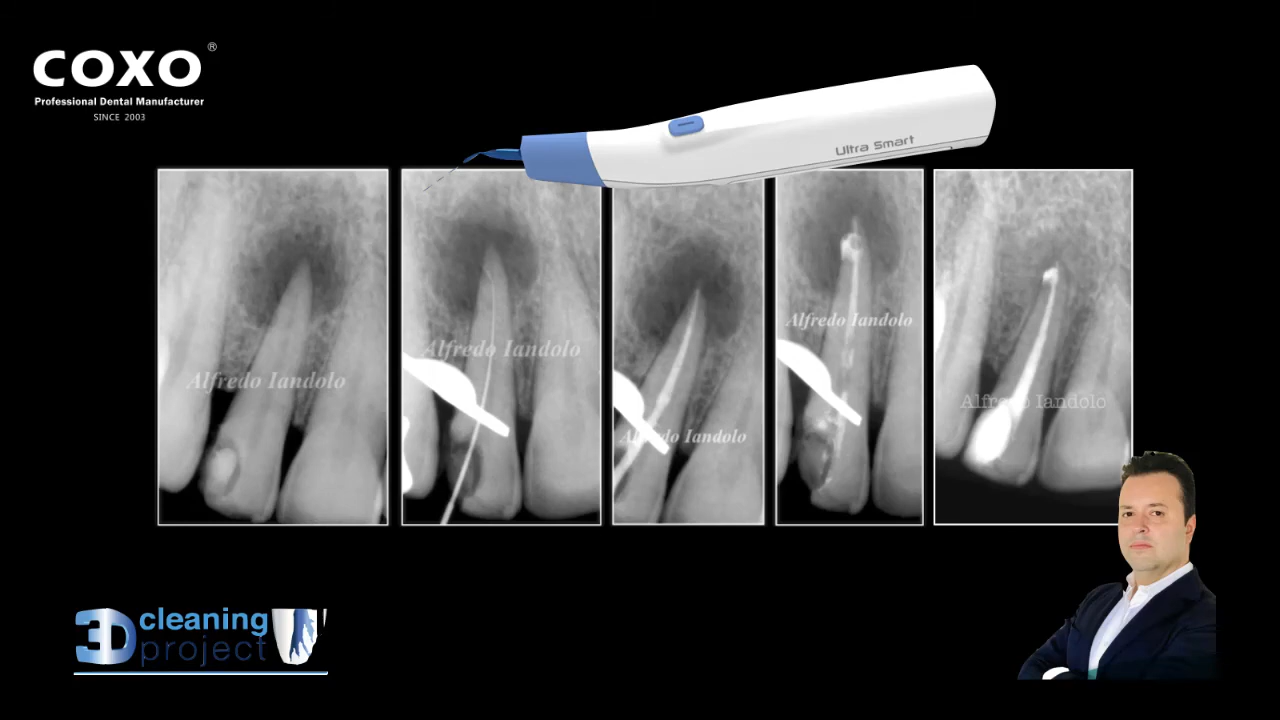 COXO®
Professional Dental Manufacturer
SINCE 2003
Ultra Smart
Alfredo Iandolo
Alfredo Iandolo
Alfredo Iandolo
Alfredo Iandolo
Alfredo Iandolo
3D cleaning
project